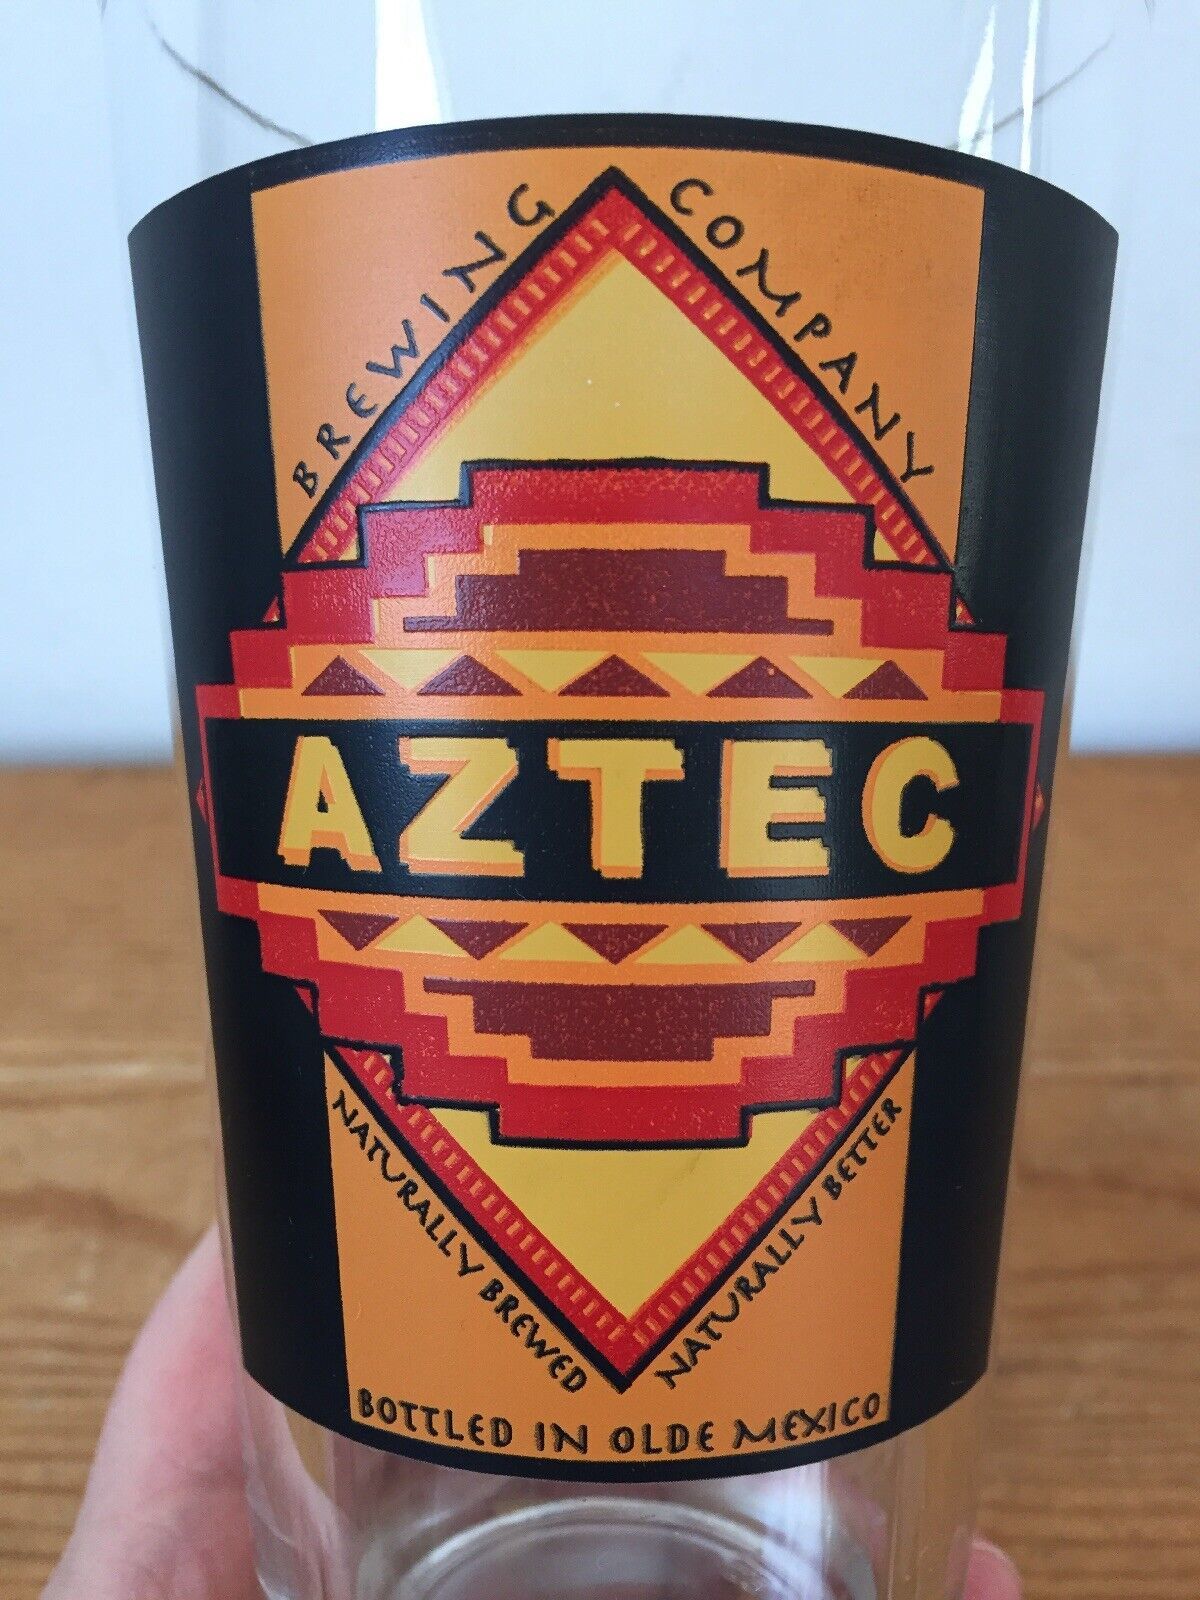 BREWING COMPANY
AZTEC
NATURALLY BREWED
NATURALLY BETTER
BOTTLED IN OLDE MEXICO